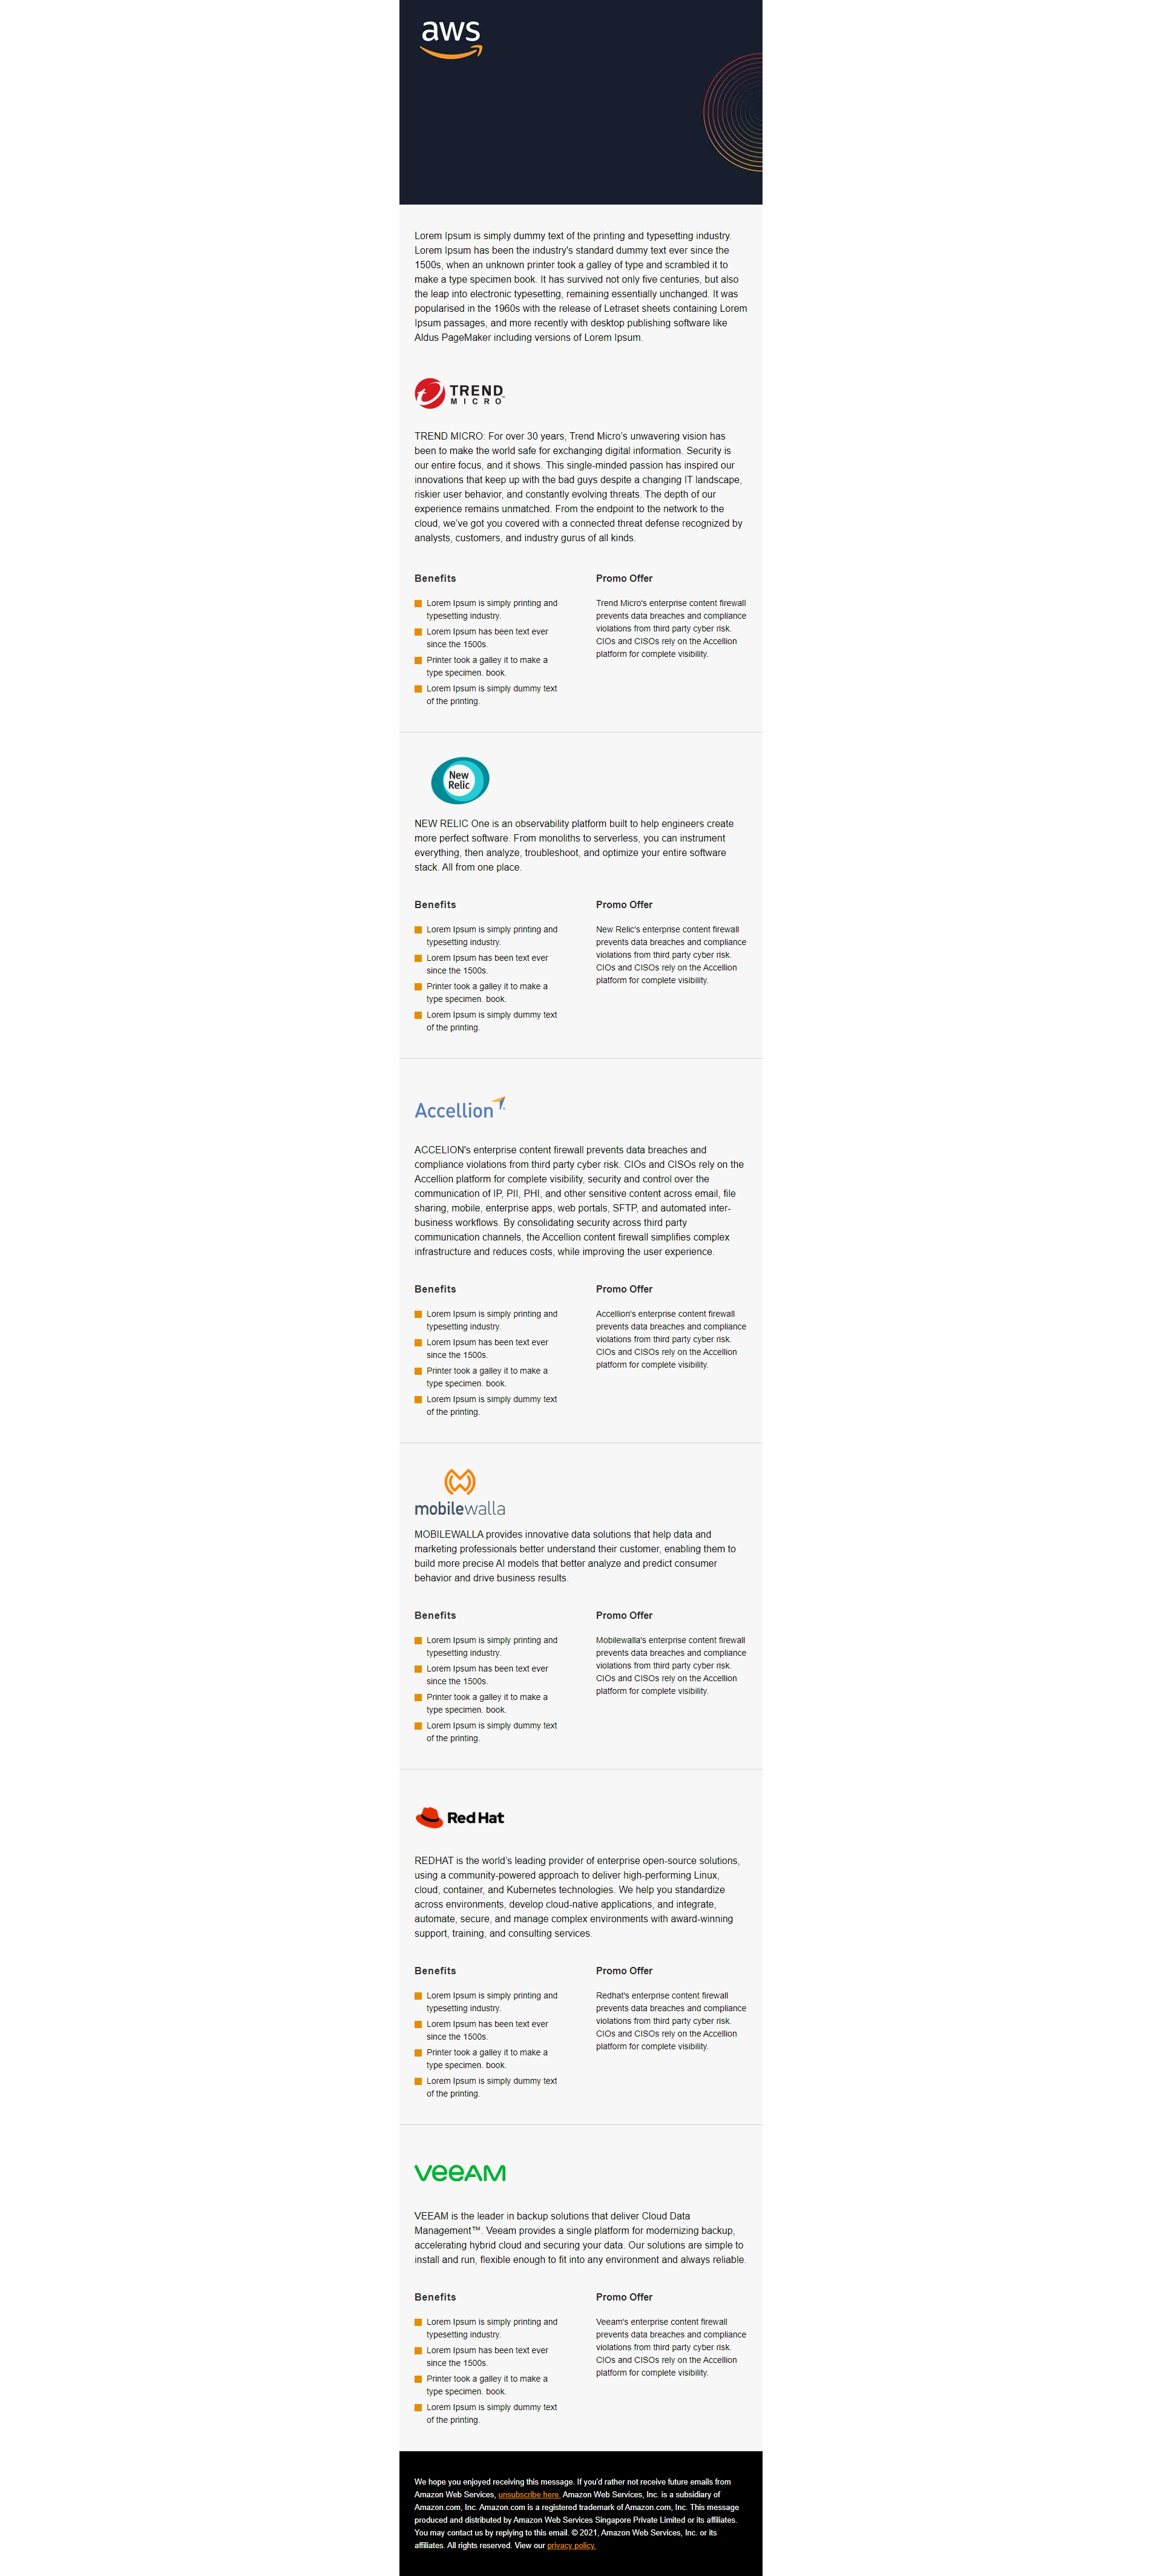 aws
Lorem Ipsum is simply dummy text of the printing and typesetting industry.
Lorem Ipsum has been the industry's standard dummy text ever since the
1500s, when an unknown printer took a galley of type and scrambled it to
make a type specimen book. It has survived not only five centuries, but also
the leap into electronic typesetting, remaining essentially unchanged. It was
popularised in the 1960s with the release of Letraset sheets containing Lorem
Ipsum passages, and more recently with desktop publishing software like
Aldus PageMaker including versions of Lorem Ipsum.
TREND
MICRO
TREND MICRO: For over 30 years, Trend Micro's unwavering vision has
been to make the world safe for exchanging digital information. Security is
our entire focus, and it shows. This single-minded passion has inspired our
innovations that keep up with the bad guys despite a changing IT landscape,
riskier user behavior, and constantly evolving threats. The depth of our
experience remains unmatched. From the endpoint to the network to the
cloud, we've got you covered with a connected threat defense recognized by
analysts, customers, and industry gurus of all kinds.
Benefits
Lorem Ipsum is simply printing and
typesetting industry.
Lorem Ipsum has been text ever
since the 1500s.
Printer took a galley it to make a
type specimen. book.
Lorem Ipsum is simply dummy text
of the printing.
Promo Offer
Trend Micro's enterprise content firewall
prevents data breaches and compliance
violations from third party cyber risk.
CIOs and CISOs rely on the Accellion
platform for complete visibility.
New
Relic
NEW RELIC One is an observability platform built to help engineers create
more perfect software. From monoliths to serverless, you can instrument
everything, then analyze, troubleshoot, and optimize your entire software
stack. All from one place.
Benefits
Lorem Ipsum is simply printing and
typesetting industry.
Lorem Ipsum has been text ever
since the 1500s.
Printer took a galley it to make a
type specimen. book.
Lorem Ipsum is simply dummy text
of the printing.
Promo Offer
New Relic's enterprise content firewall
prevents data breaches and compliance
violations from third party cyber risk.
CIOs and CISOs rely on the Accellion
platform for complete visibility.
Accellion
ACCELION's enterprise content firewall prevents data breaches and
compliance violations from third party cyber risk. CIOs and CISOs rely on the
Accellion platform for complete visibility, security and control over the
communication of IP, PII, PHI, and other sensitive content across email, file
sharing, mobile, enterprise apps, web portals, SFTP, and automated inter-
business workflows. By consolidating security across third party
communication channels, the Accellion content firewall simplifies complex
infrastructure and reduces costs, while improving the user experience.
Benefits
Lorem Ipsum is simply printing and
typesetting industry.
Lorem Ipsum has been text ever
since the 1500s.
Printer took a galley it to make a
type specimen. book.
Lorem Ipsum is simply dummy text
of the printing.
Promo Offer
Accellion's enterprise content firewall
prevents data breaches and compliance
violations from third party cyber risk.
CIOs and CISOs rely on the Accellion
platform for complete visibility.
mobilewalla
MOBILEWALLA provides innovative data solutions that help data and
marketing professionals better understand their customer, enabling them to
build more precise AI models that better analyze and predict consumer
behavior and drive business results.
Benefits
Lorem Ipsum is simply printing and
typesetting industry.
Lorem Ipsum has been text ever
since the 1500s.
Printer took a galley it to make a
type specimen. book.
Lorem Ipsum is simply dummy text
of the printing.
Promo Offer
Mobilewalla's enterprise content firewall
prevents data breaches and compliance
violations from third party cyber risk.
CIOs and CISOs rely on the Accellion
platform for complete visibility.
Red Hat
REDHAT is the world's leading provider of enterprise open-source solutions,
using a community-powered approach to deliver high-performing Linux,
cloud, container, and Kubernetes technologies. We help you standardize
across environments, develop cloud-native applications, and integrate,
automate, secure, and manage complex environments with award-winning
support, training, and consulting services.
Benefits
Lorem Ipsum is simply printing and
typesetting industry.
Lorem Ipsum has been text ever
since the 1500s.
Printer took a galley it to make a
type specimen. book.
Lorem Ipsum is simply dummy text
of the printing.
Promo Offer
Redhat's enterprise content firewall
prevents data breaches and compliance
violations from third party cyber risk.
CIOs and CISOs rely on the Accellion
platform for complete visibility.
veeAM
VEEAM is the leader in backup solutions that deliver Cloud Data
Management™. Veeam provides a single platform for modernizing backup,
accelerating hybrid cloud and securing your data. Our solutions are simple to
install and run, flexible enough to fit into any environment and always reliable.
Benefits
Lorem Ipsum is simply printing and
typesetting industry.
Lorem Ipsum has been text ever
since the 1500s.
Printer took a galley it to make a
type specimen. book.
Lorem Ipsum is simply dummy text
of the printing.
Promo Offer
Veeam's enterprise content firewall
prevents data breaches and compliance
violations from third party cyber risk.
CIOs and CISOs rely on the Accellion
platform for complete visibility.
We hope you enjoyed receiving this message. If you'd rather not receive future emails from
Amazon Web Services, unsubscribe here. Amazon Web Services, Inc. is a subsidiary of
Amazon.com, Inc. Amazon.com is a registered trademark of Amazon.com, Inc. This message
produced and distributed by Amazon Web Services Singapore Private Limited or its affiliates.
You may contact us by replying to this email. © 2021, Amazon Web Services, Inc. or its
affiliates. All rights reserved. View our privacy policy.